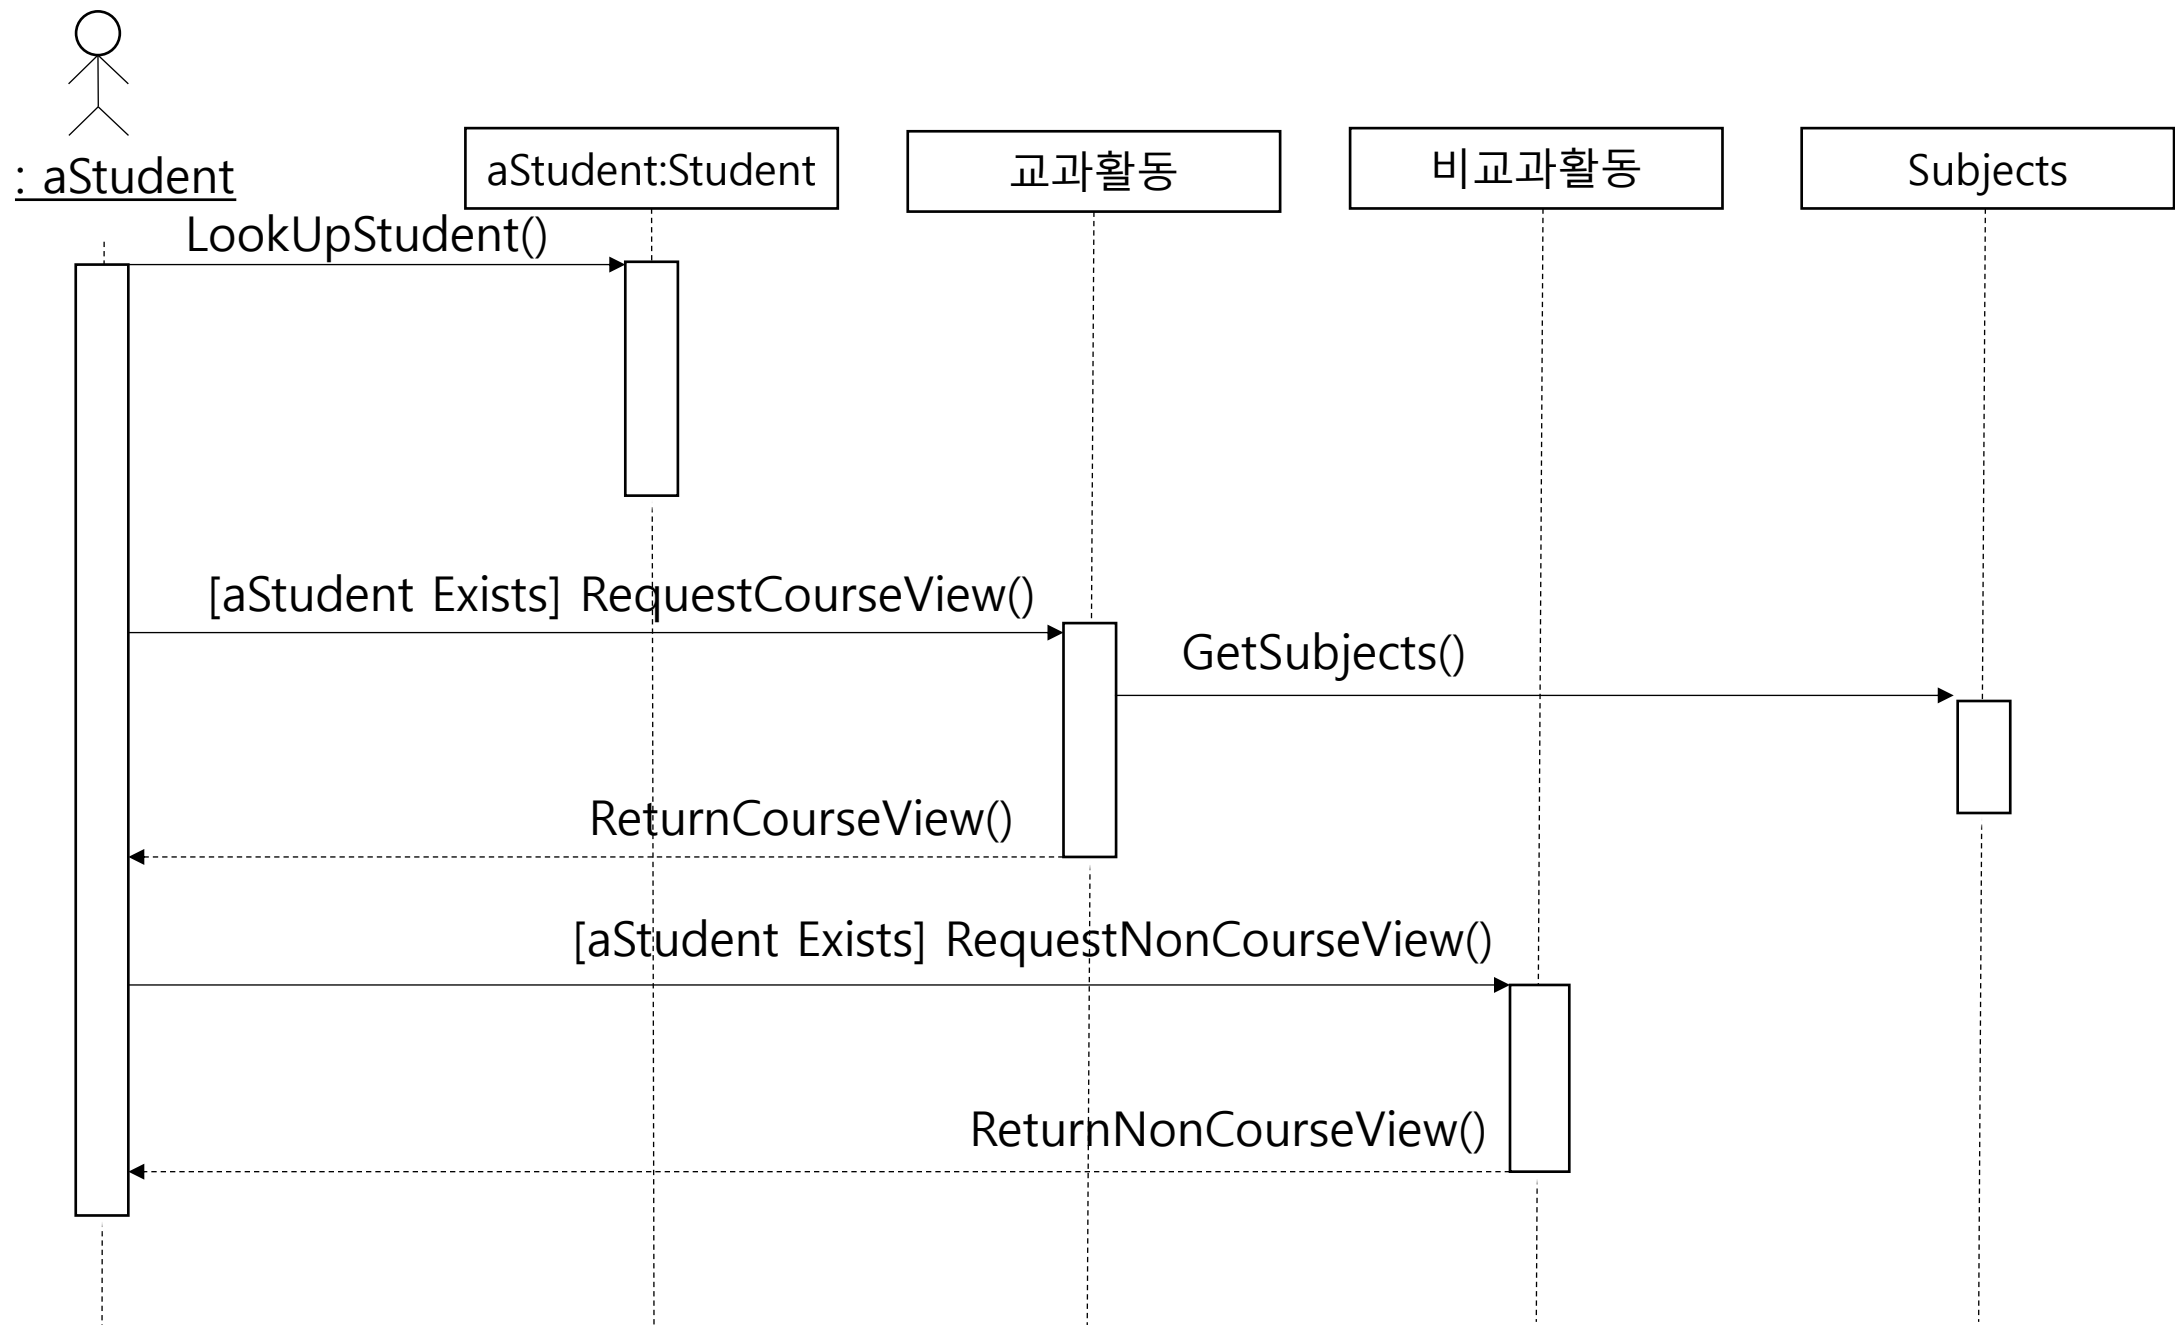 : aStudent
aStudent:Student
교과활동
비교과활동
Subjects
LookUpStudent()
[aStudent Exists] RequestCourseView()
GetSubjects()
ReturnCourseView()
[aStudent Exists] RequestNonCourseView()
ReturnNonCourseView()